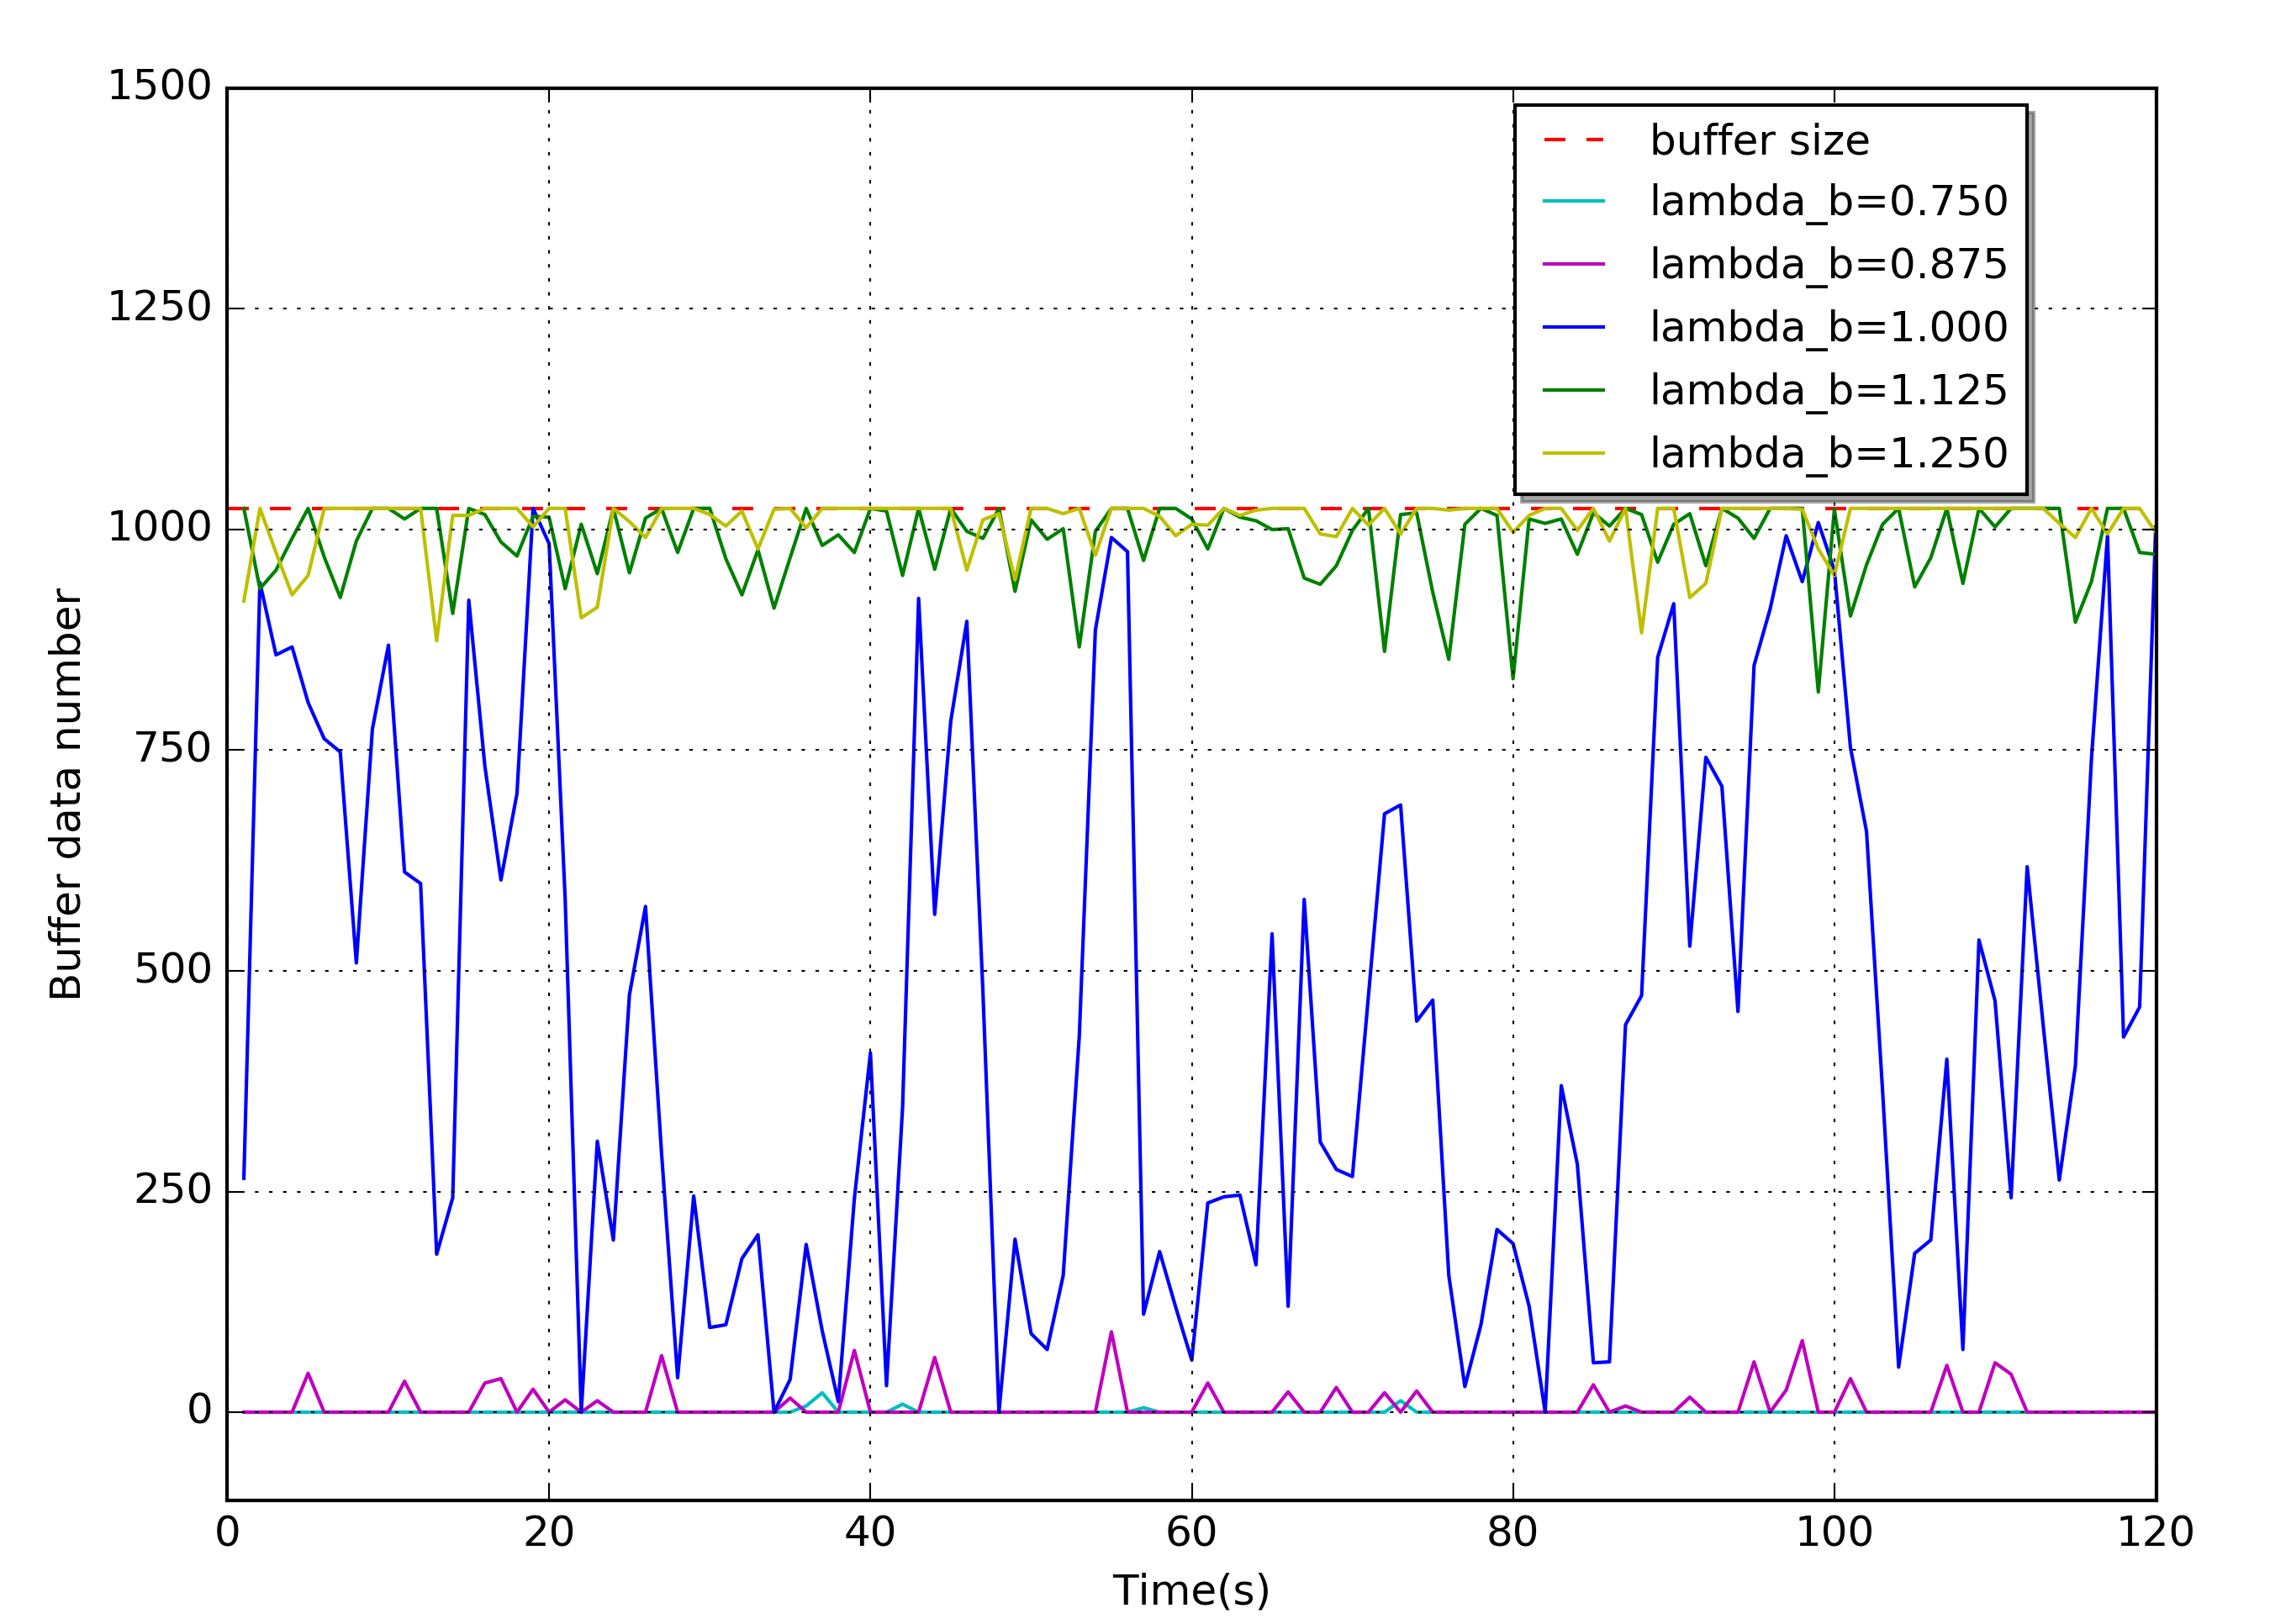 1500
1250
1000
750
500
250
0
Buffer data number
buffer size
lambda_b=0.750
lambda_b=0.875
lambda_b=1.000
lambda_b=1.125
lambda_b=1.250
0 20 40 60 80 100 120
Time(s)